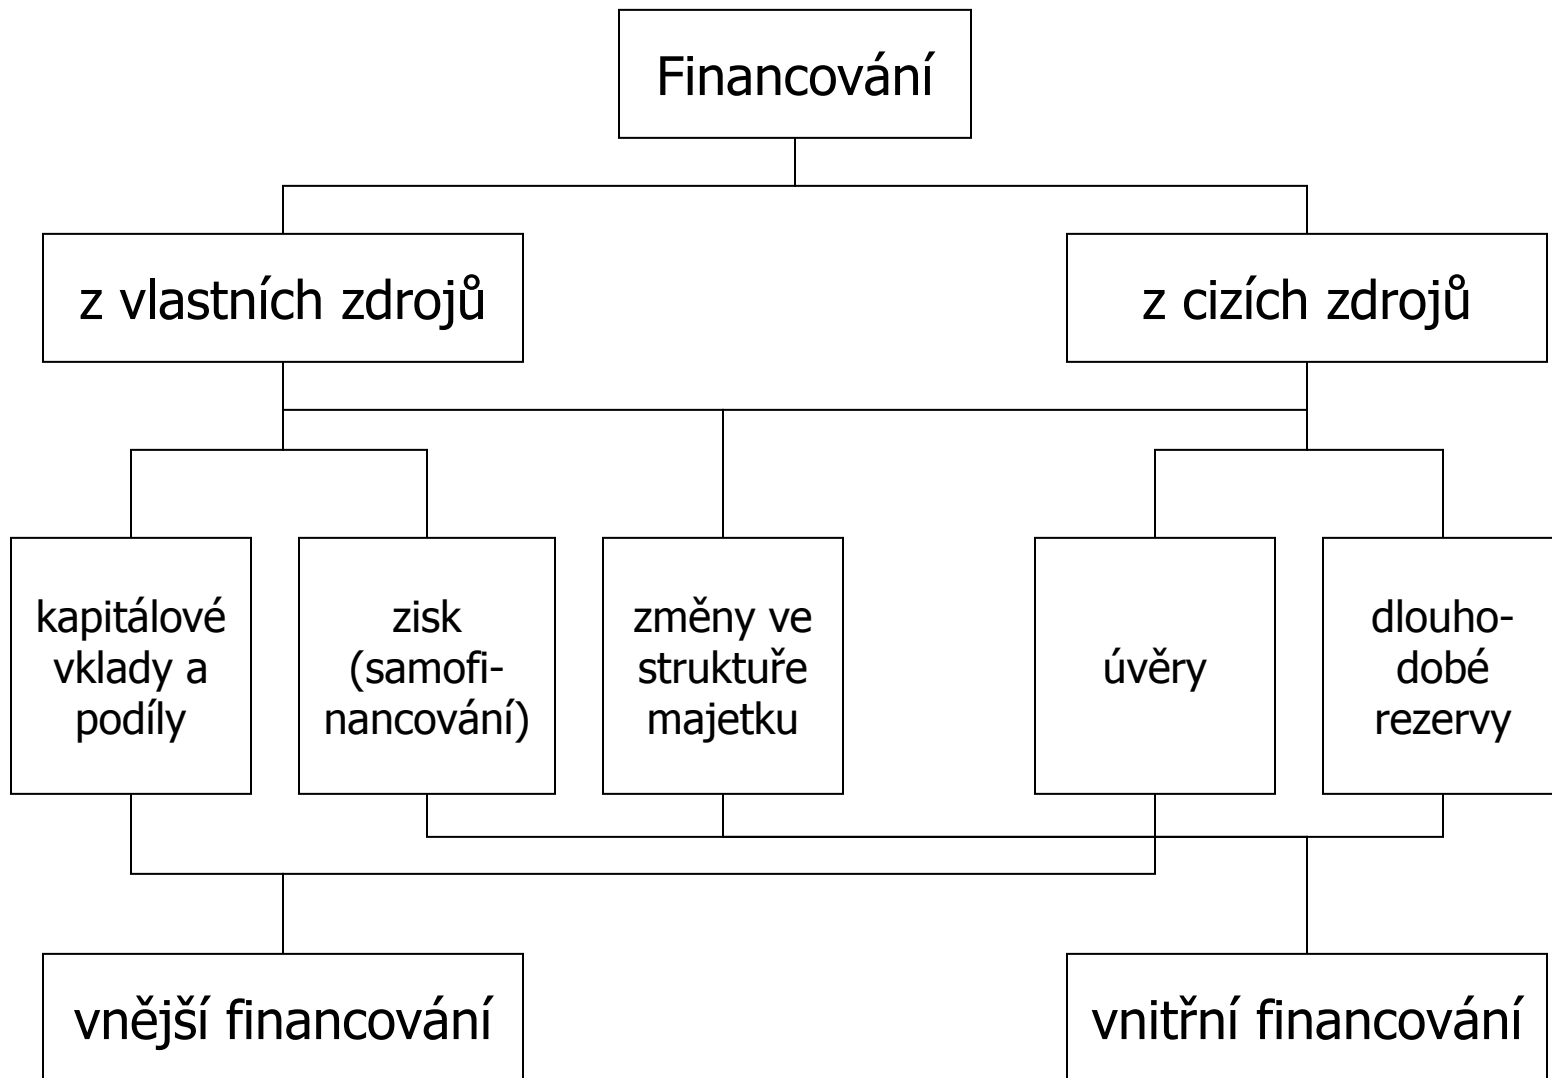 Financování
z vlastních zdrojů
z cizích zdrojů
kapitálové
vklady a
podíly
zisk
(samofi-
nancování)
změny ve
struktuře
majetku
úvěry
dlouho-
dobé
rezervy
vnější financování
vnitřní financování